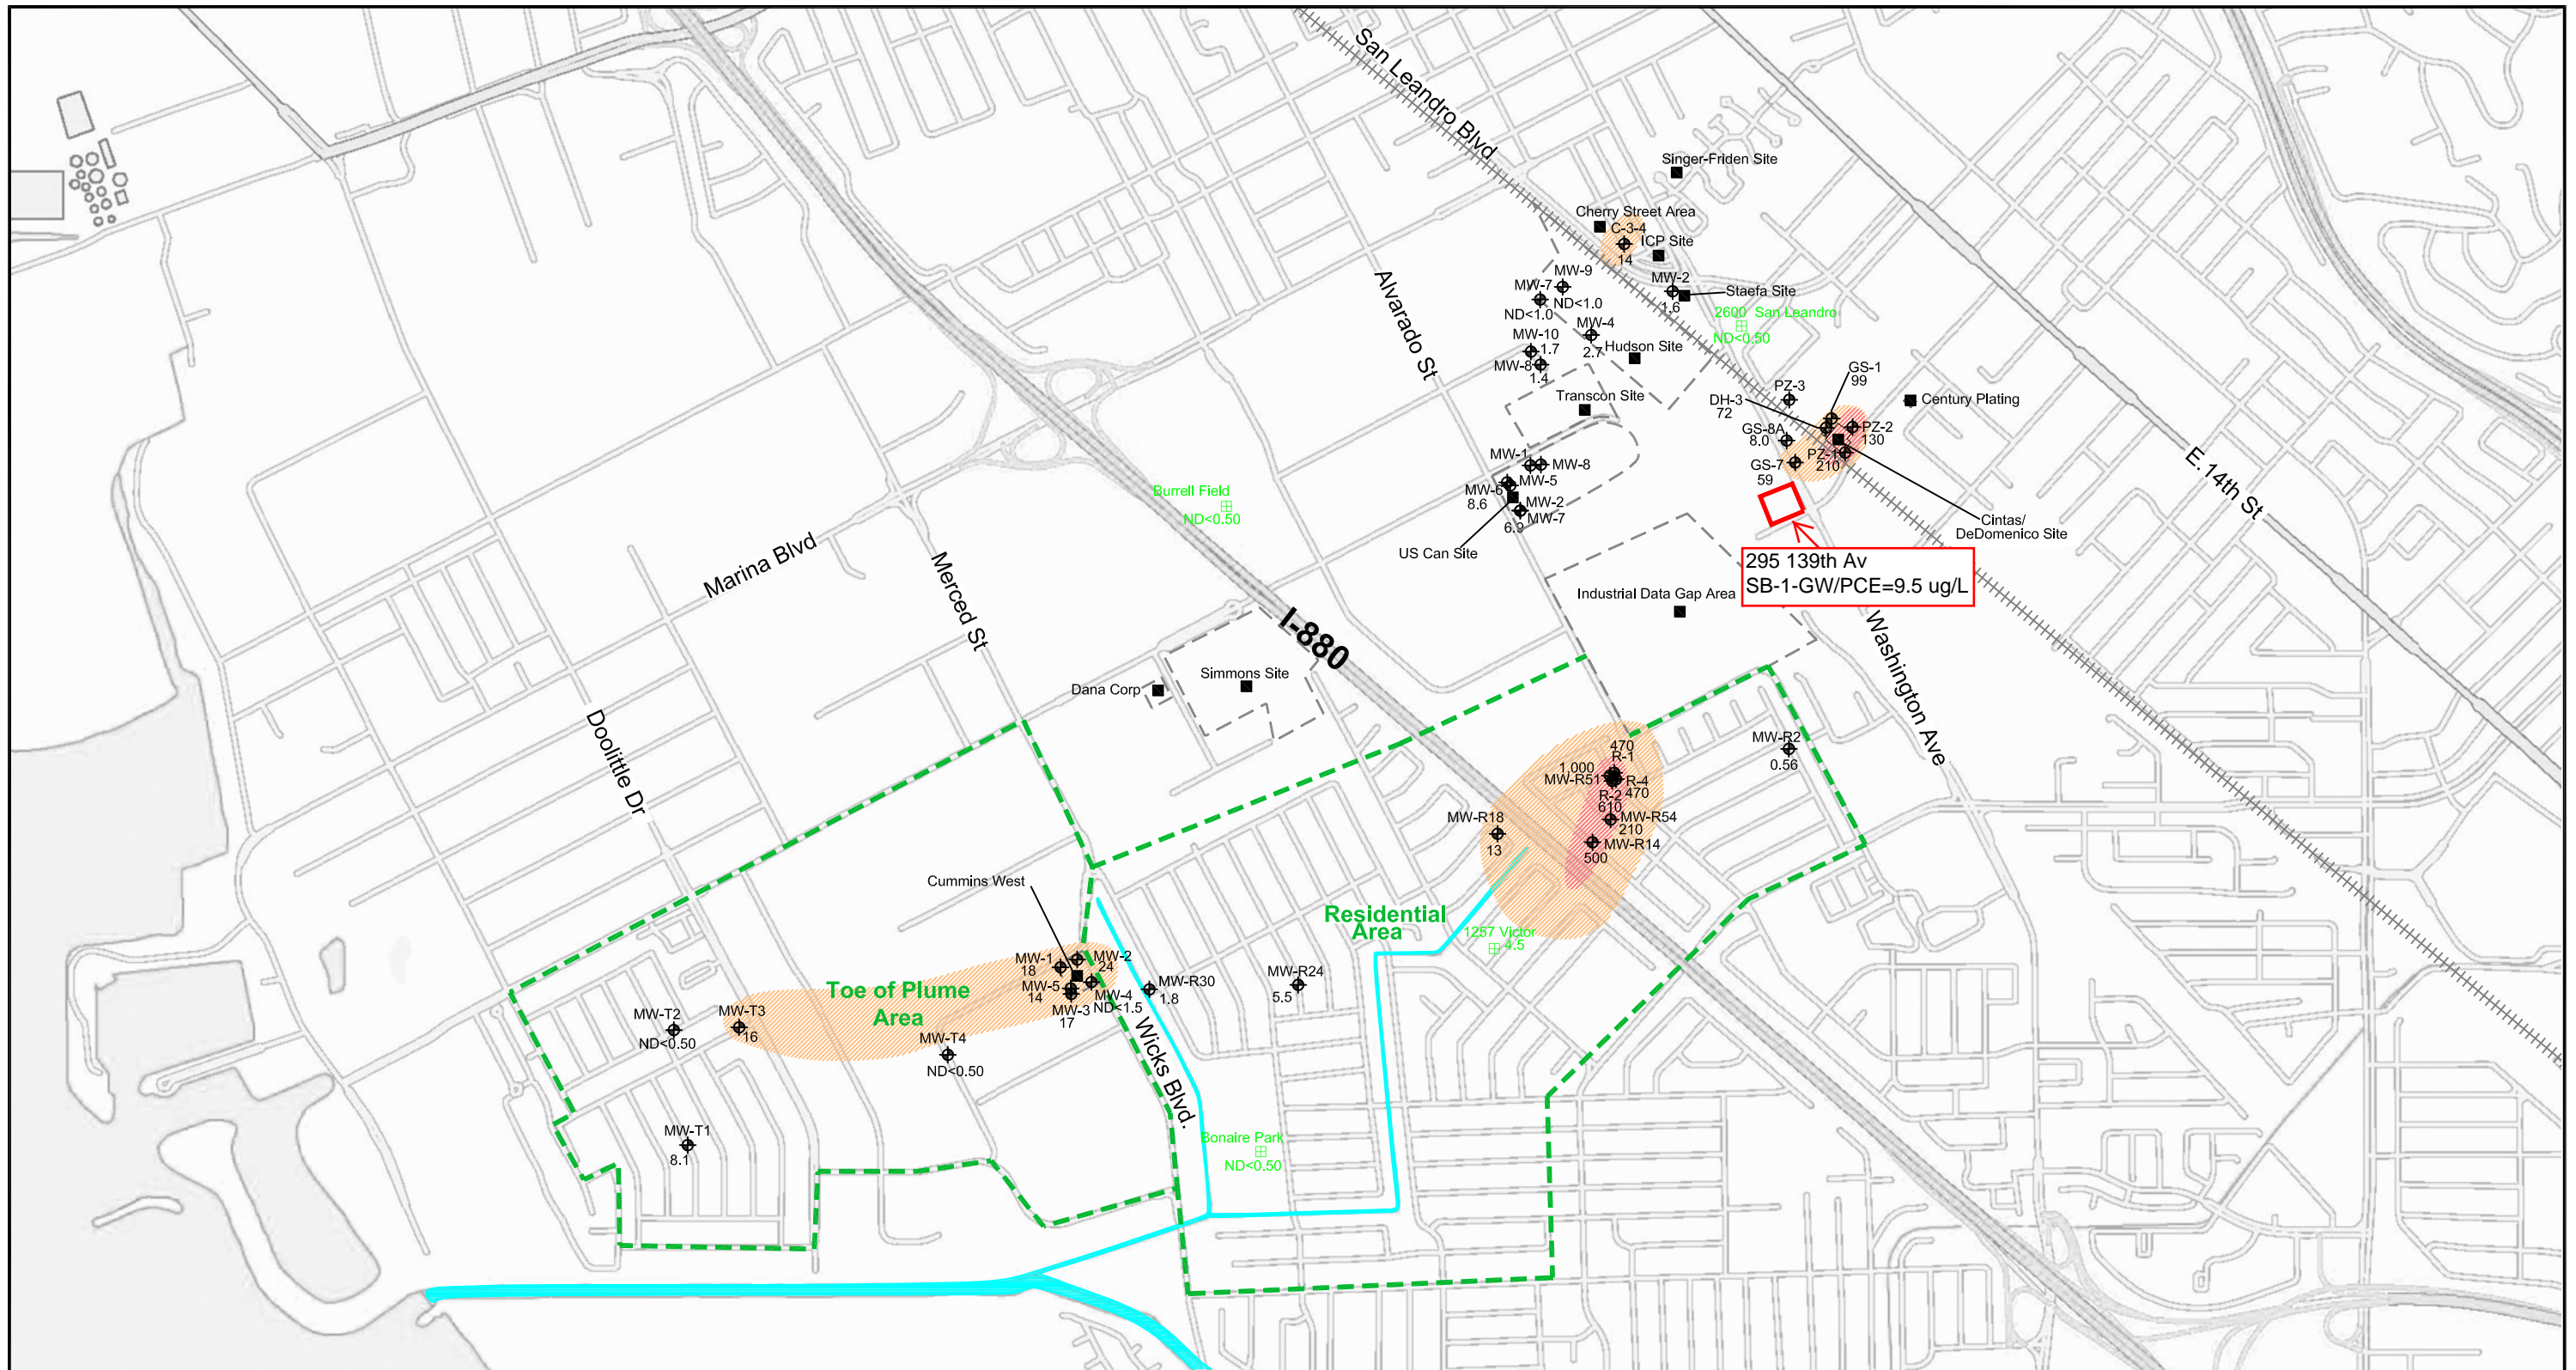 San Leandro Blvd
Singer-Friden Site
Cherry Street Area
C-3-4
14
ICP Site
MW-9
ND<1.0
MW-7
ND<1.0
MW-2
1.6
Staefa Site
2600 San Leandro
ND<0.50
MW-10
1.7
MW-4
2.7
Hudson Site
MW-8
1.4
Alvarado St
Transcon Site
GS-1
99
PZ-3
DH-3
72
Century Plating
GS-8A
8.0
PZ-2
130
PZ-1
210
GS-7
59
E. 14th St
MW-1
MW-8
MW-5
MW-6
8.6
MW-2
MW-7
6.9
US Can Site
Burrell Field
ND<0.50
Cintas/
DeDomenico Site
295 139th Av
SB-1-GW/PCE=9.5 ug/L
Marina Blvd
Merced St
I-880
Industrial Data Gap Area
Washington Ave
Simmons Site
Dana Corp
Doolittle Dr
MW-R2
0.56
470
R-1
1,000
MW-R51
R-4
470
R-2
610
MW-R54
210
MW-R14
500
MW-R18
13
Cummins West
Residential
Area
1257 Victor
4.5
MW-1
18
MW-2
24
MW-5
14
MW-4
ND<1.5
MW-3
17
MW-R30
1.8
MW-R24
5.5
Toe of Plume
Area
MW-T2
ND<0.50
MW-T3
16
MW-T4
ND<0.50
Wicks Blvd.
MW-T1
8.1
Bonaire Park
ND<0.50